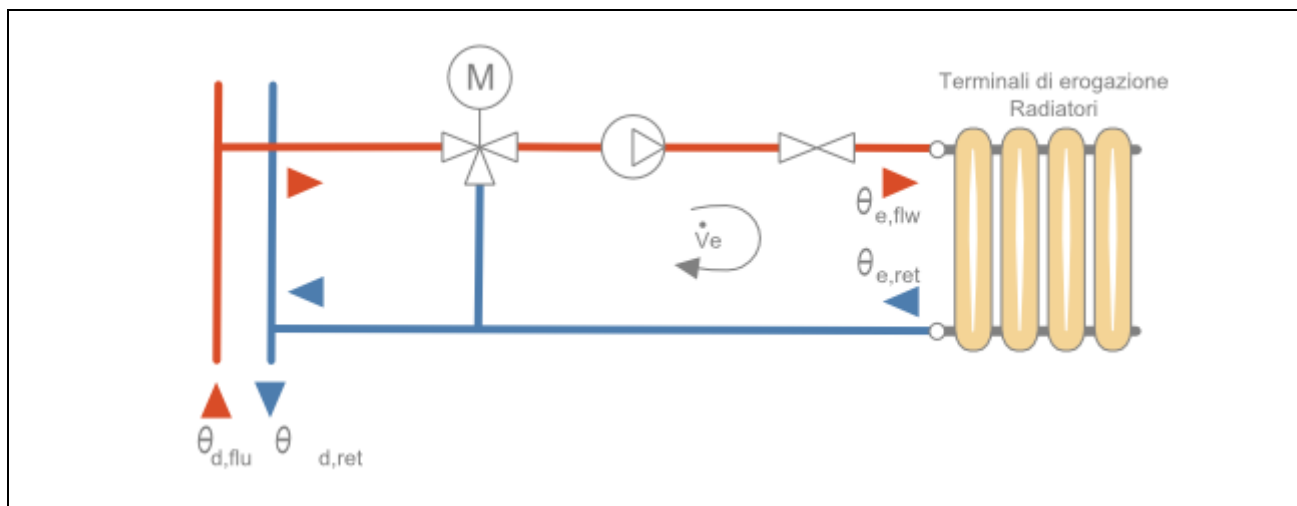 M
Terminali di erogazione
Radiatori
θe,flw
V̇e
θe,ret
θd,flu θ d,ret